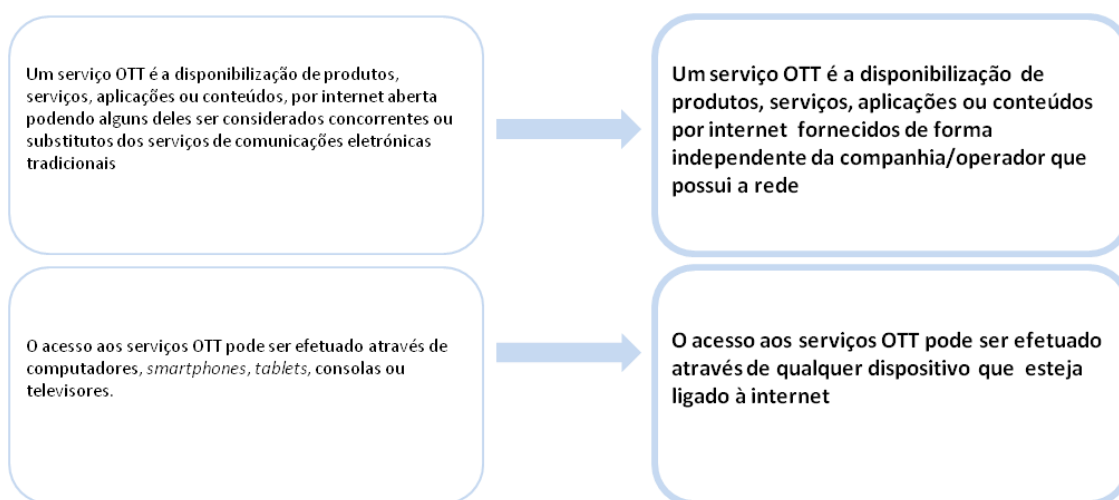 Um serviço OTT é a disponibilização de produtos,
serviços, aplicações ou conteúdos, por internet aberta
podendo alguns deles ser considerados concorrentes ou
substitutos dos serviços de comunicações eletrónicas
tradicionais
Um serviço OTT é a disponibilização de
produtos, serviços, aplicações ou conteúdos
por internet fornecidos de forma
independente da companhia/operador que
possui a rede
O acesso aos serviços OTT pode ser efetuado através de
computadores, smartphones, tablets, consolas ou
televisores.
O acesso aos serviços OTT pode ser efetuado
através de qualquer dispositivo que esteja
ligado à internet